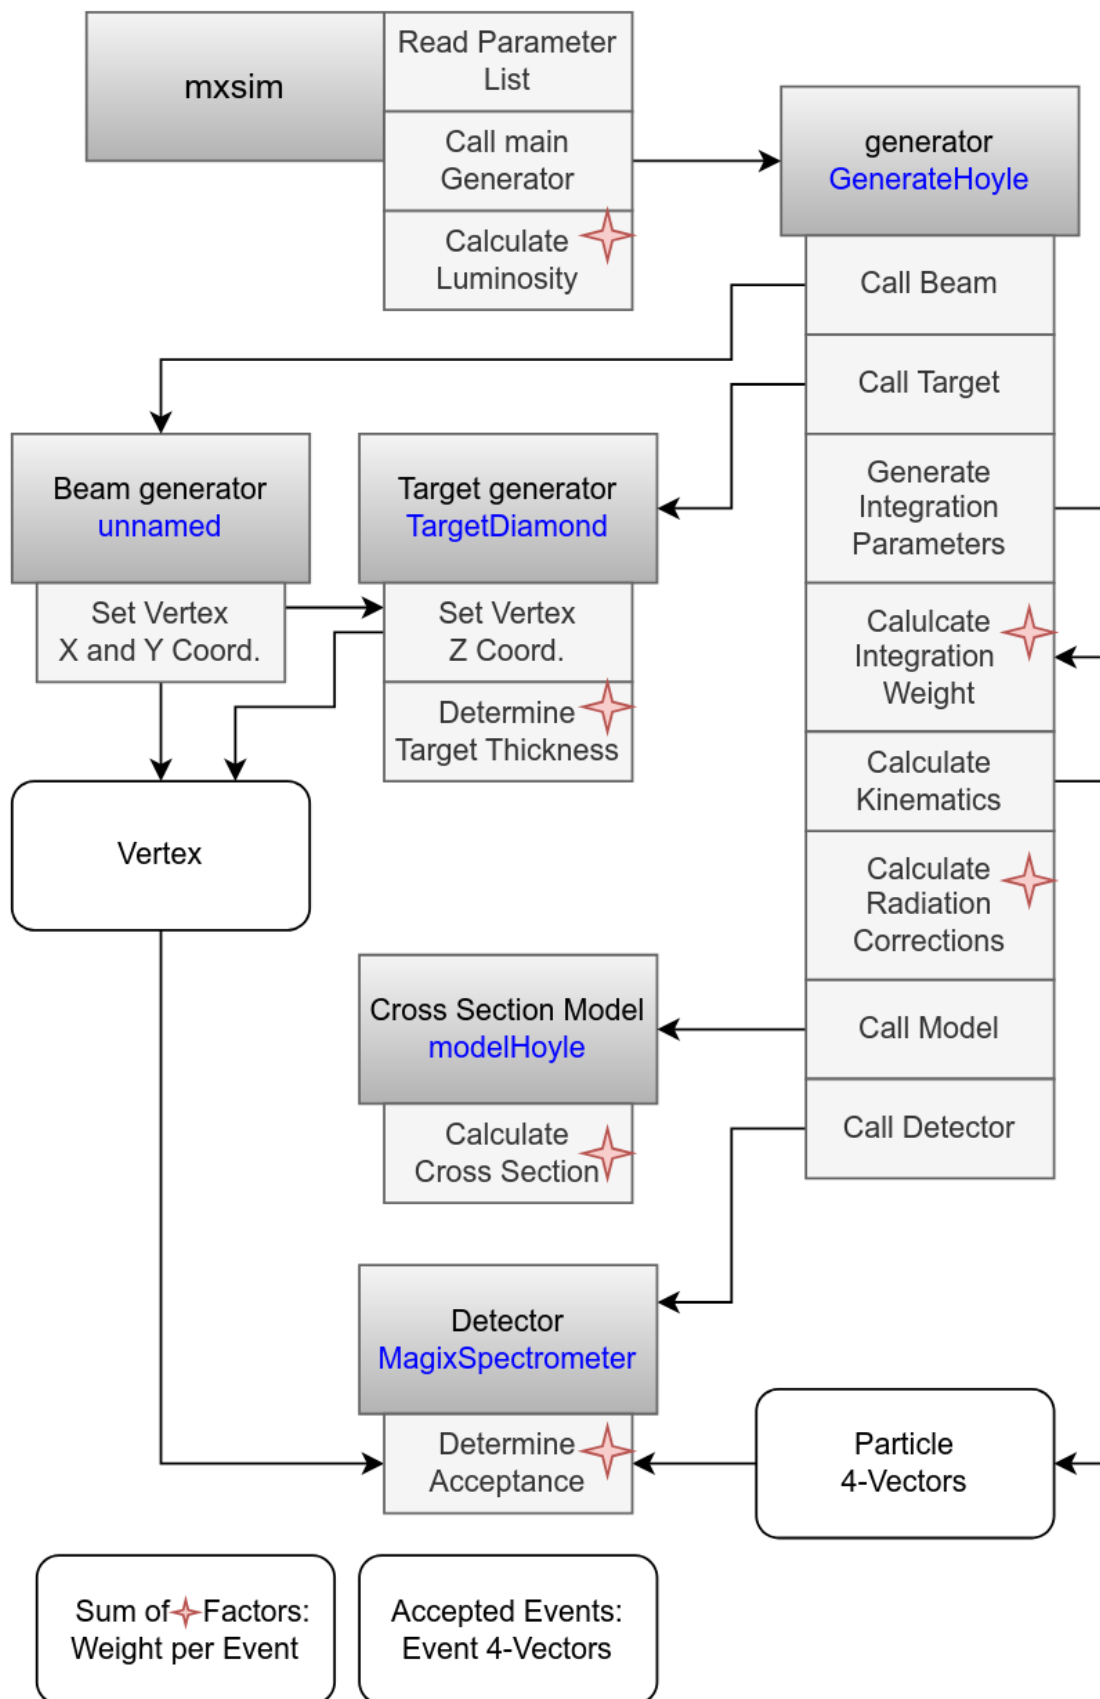 mxsim
Read Parameter
List
Call main
Generator
Calculate
Luminosity
generator
GenerateHoyle
Call Beam
Call Target
Generate
Integration
Parameters
Calulcate
Integration
Weight
Calculate
Kinematics
Calculate
Radiation
Corrections
Call Model
Call Detector
Beam generator
unnamed
Set Vertex
X and Y Coord.
Target generator
TargetDiamond
Set Vertex
Z Coord.
Determine
Target Thickness
Vertex
Cross Section Model
modelHoyle
Calculate
Cross Section
Detector
MagixSpectrometer
Determine
Acceptance
Particle
4-Vectors
Sum of Factors:
Weight per Event
Accepted Events:
Event 4-Vectors